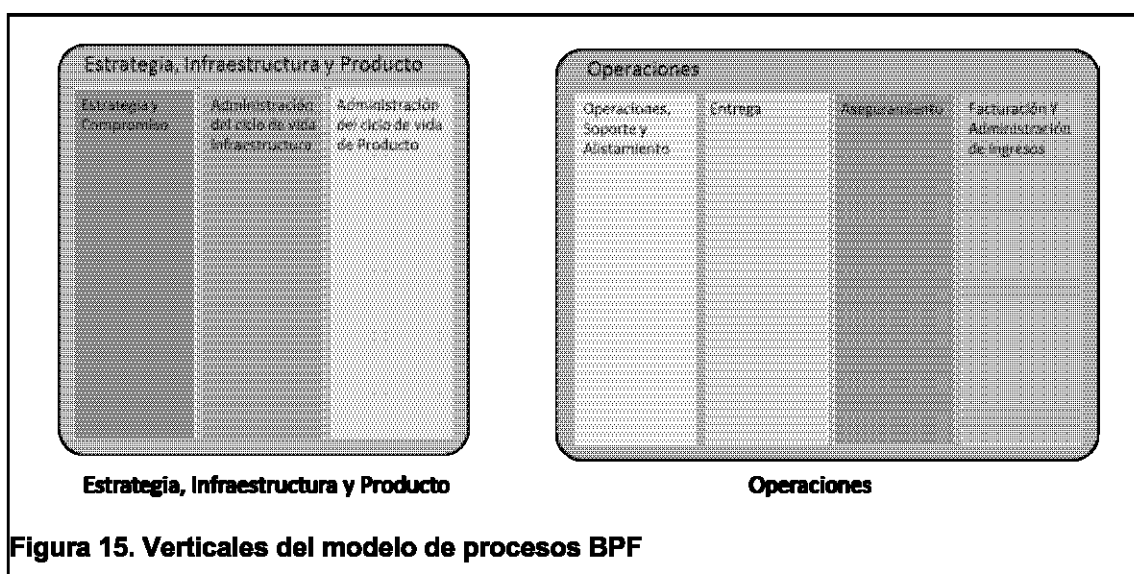 Estrategia, Infraestructura y Producto
Estrategia y
Compromiso
Administración
del ciclo de vida
Infraestructura
Administración
del ciclo de vida
de Producto
Operaciones
Operaciones,
Soporte y
Alistamiento
Entrega
Aseguramiento
Facturación Y
Administración
de Ingresos
Estrategia, Infraestructura y Producto
Operaciones
Figura 15. Verticales del modelo de procesos BPF